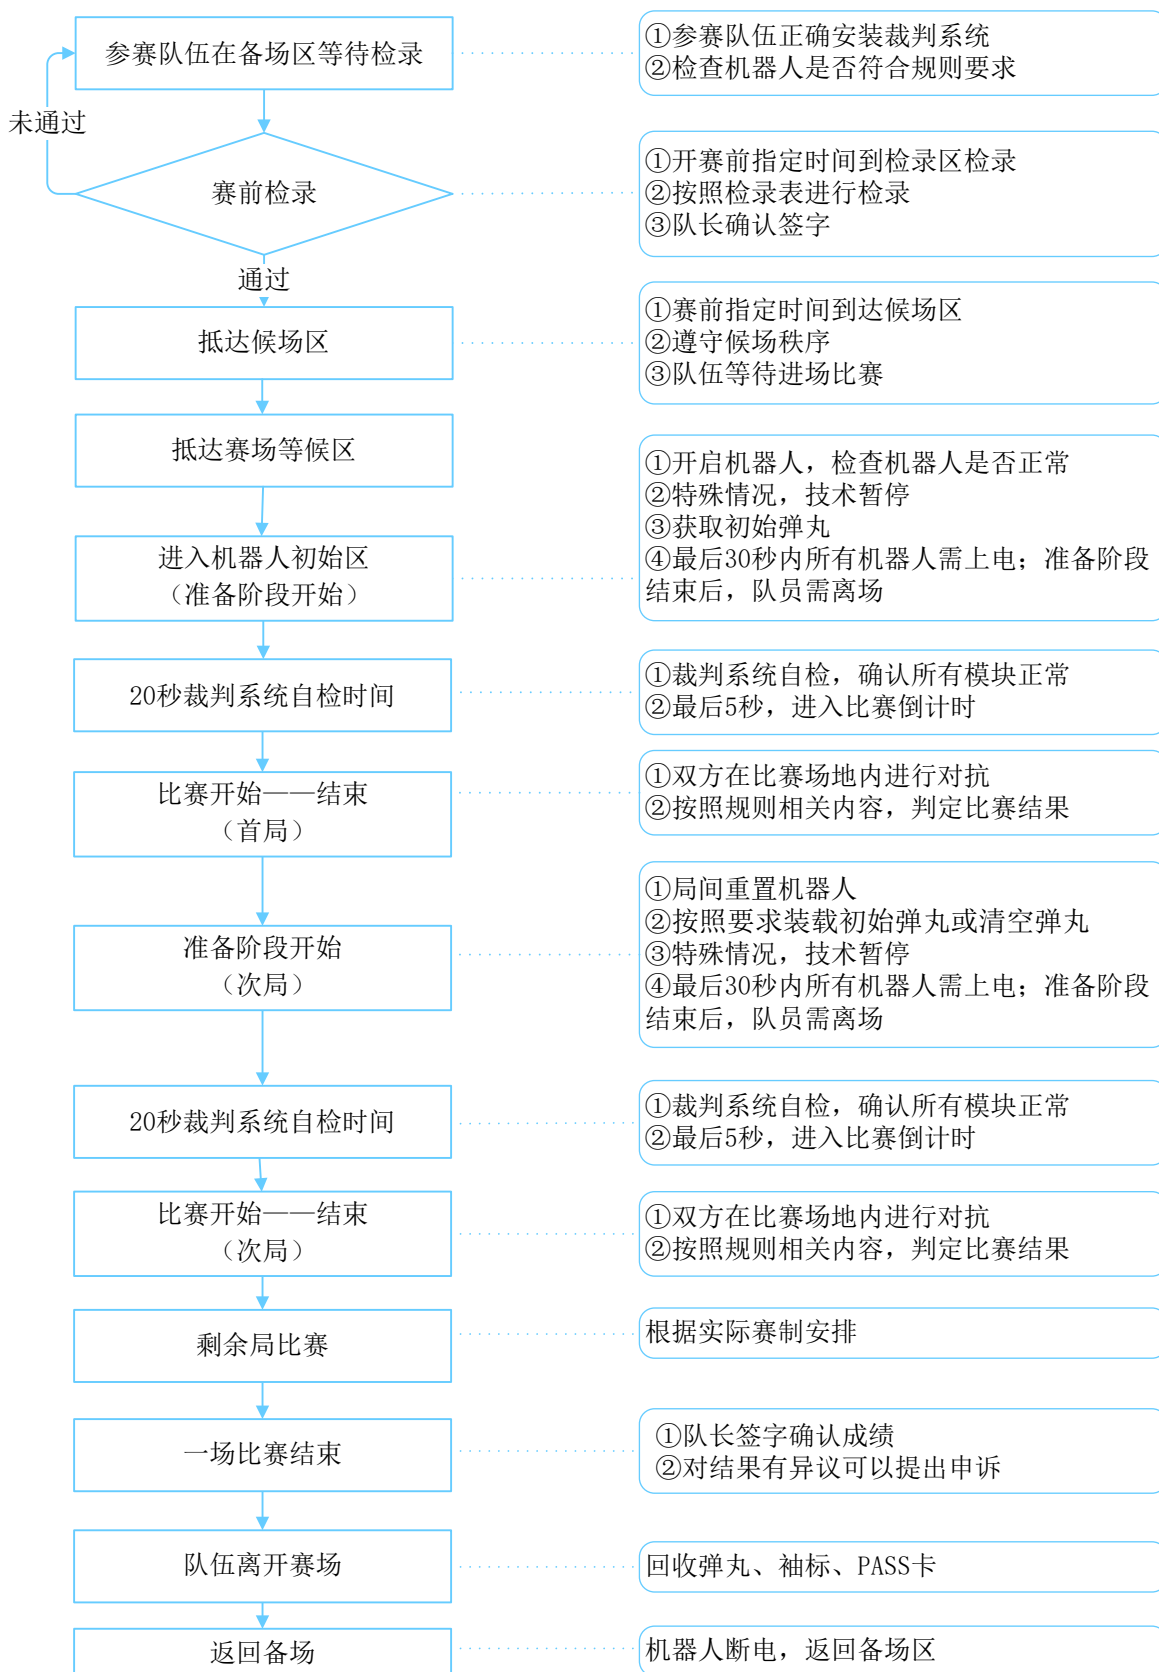 参赛队伍在备场区等待检录
①参赛队伍正确安装裁判系统
②检查机器人是否符合规则要求
未通过
赛前检录
①开赛前指定时间到检录区检录
②按照检录表进行检录
③队长确认签字
通过
抵达候场区
①赛前指定时间到达候场区
②遵守候场秩序
③队伍等待进场比赛
抵达赛场等候区
进入机器人初始区
（准备阶段开始）
①开启机器人，检查机器人是否正常
②特殊情况，技术暂停
③获取初始弹丸
④最后30秒内所有机器人需上电；准备阶段
结束后，队员需离场
20秒裁判系统自检时间
①裁判系统自检，确认所有模块正常
②最后5秒，进入比赛倒计时
比赛开始——结束
（首局）
①双方在比赛场地内进行对抗
②按照规则相关内容，判定比赛结果
准备阶段开始
（次局）
①局间重置机器人
②按照要求装载初始弹丸或清空弹丸
③特殊情况，技术暂停
④最后30秒内所有机器人需上电；准备阶段
结束后，队员需离场
20秒裁判系统自检时间
①裁判系统自检，确认所有模块正常
②最后5秒，进入比赛倒计时
比赛开始——结束
（次局）
①双方在比赛场地内进行对抗
②按照规则相关内容，判定比赛结果
剩余局比赛
根据实际赛制安排
一场比赛结束
①队长签字确认成绩
②对结果有异议可以提出申诉
队伍离开赛场
回收弹丸、袖标、PASS卡
返回备场
机器人断电，返回备场区